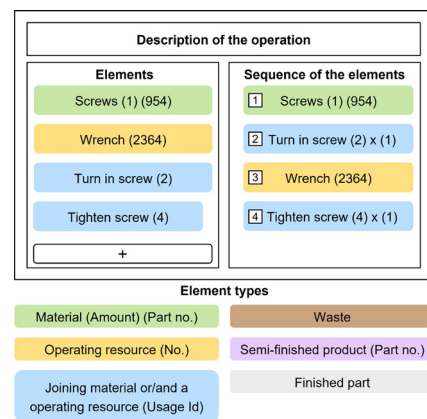 Description of the operation
Elements
Screws (1) (954)
Wrench (2364)
Turn in screw (2)
Tighten screw (4)
+
Sequence of the elements
1 Screws (1) (954)
2 Turn in screw (2) x (1)
3 Wrench (2364)
4 Tighten screw (4) x (1)
Element types
Material (Amount) (Part no.)
Waste
Operating resource (No.)
Semi-finished product (Part no.)
Joining material or/and a
operating resource (Usage Id)
Finished part